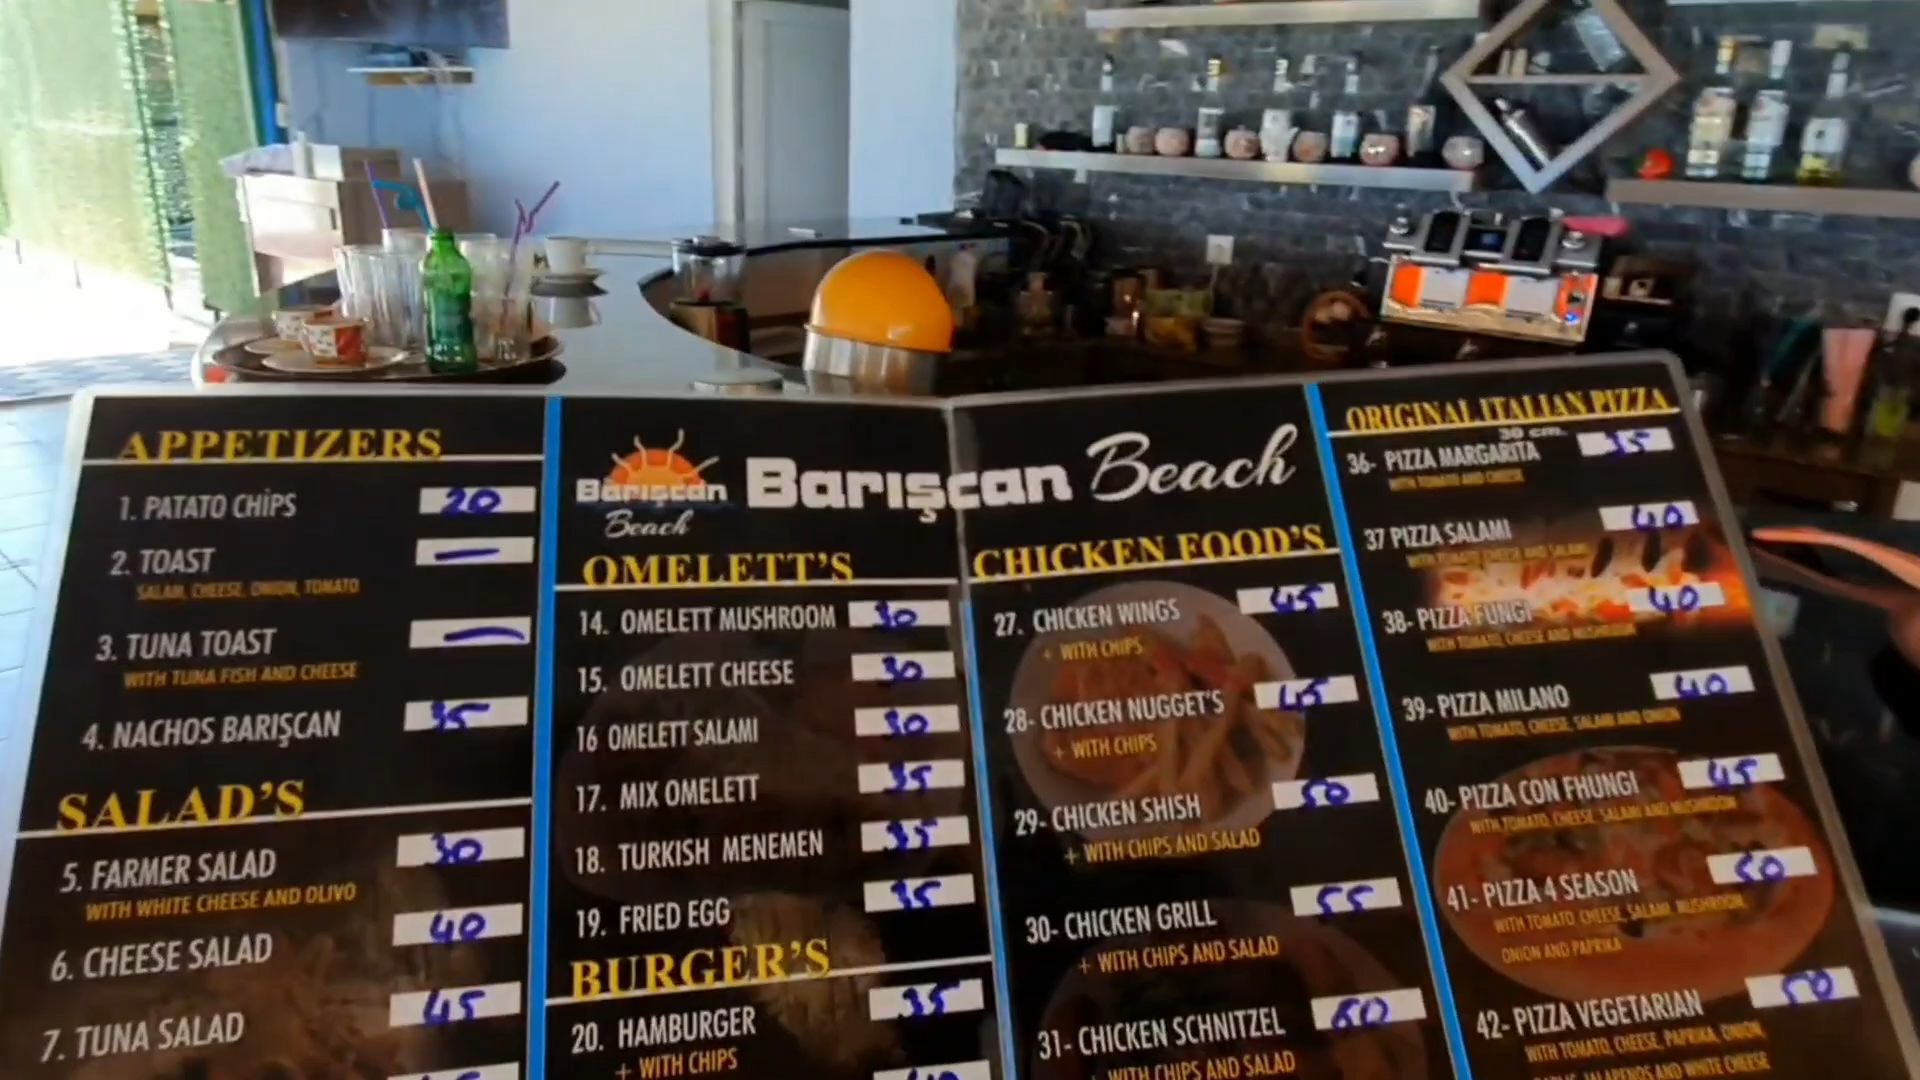 APPETIZERS
1. PATATO CHİPS 20
2. TOAST —
SALAM, CHEESE, ONION, TOMATO
3. TUNA TOAST —
WITH TUNA FISH AND CHEESE
4. NACHOS BARIŞCAN 35
SALAD'S
5. FARMER SALAD 30
WITH WHITE CHEESE AND OLIVO
6. CHEESE SALAD 40
7. TUNA SALAD 45
Barışcan
Beach
Barışcan Beach
OMELETT'S
14. OMELETT MUSHROOM 30
15. OMELETT CHEESE 30
16 OMELETT SALAMI 30
17. MIX OMELETT 35
18. TURKISH MENEMEN 35
19. FRIED EGG 35
BURGER'S
20. HAMBURGER 35
+ WITH CHIPS
CHICKEN FOOD'S
27. CHICKEN WINGS 45
+ WITH CHIPS
28- CHICKEN NUGGET'S 45
+ WITH CHIPS
29- CHICKEN SHISH 50
+ WITH CHIPS AND SALAD
30- CHICKEN GRILL 55
+ WITH CHIPS AND SALAD
31- CHICKEN SCHNITZEL 60
+ WITH CHIPS AND SALAD
ORIGINAL ITALIAN PIZZA
30 cm.
36- PIZZA MARGARITA 35
WITH TOMATO AND CHEESE
37 PIZZA SALAMI 40
WITH TOMATO CHEESE AND SALAMI
38- PIZZA FUNGI 40
WITH TOMATO, CHEESE AND MUSHROOM
39- PIZZA MILANO 40
WITH TOMATO, CHEESE, SALAMI AND ONION
40- PIZZA CON FHUNGI 45
WITH TOMATO, CHEESE, SALAMI AND MUSHROOM
41- PIZZA 4 SEASON 50
WITH TOMATO, CHEESE, SALAMI, MUSHROOM,
ONION AND PAPRIKA
42- PIZZA VEGETARIAN 50
WITH TOMATO, CHEESE, PAPRIKA, ONION,
JALAPENOS AND WHITE CHEESE